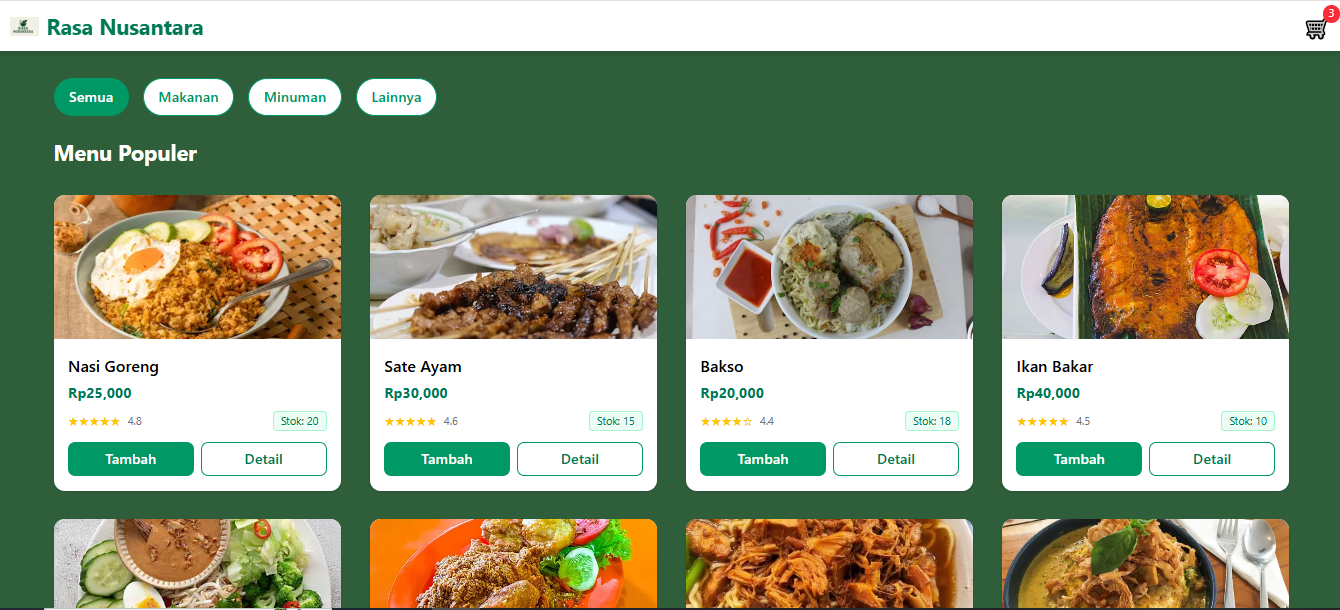 Rasa Nusantara
3
Semua
Makanan
Minuman
Lainnya
Menu Populer
Nasi Goreng
Rp25,000
★★★★★ 4.8
Stok: 20
Tambah
Detail
Sate Ayam
Rp30,000
★★★★★ 4.6
Stok: 15
Tambah
Detail
Bakso
Rp20,000
★★★★☆ 4.4
Stok: 18
Tambah
Detail
Ikan Bakar
Rp40,000
★★★★★ 4.5
Stok: 10
Tambah
Detail